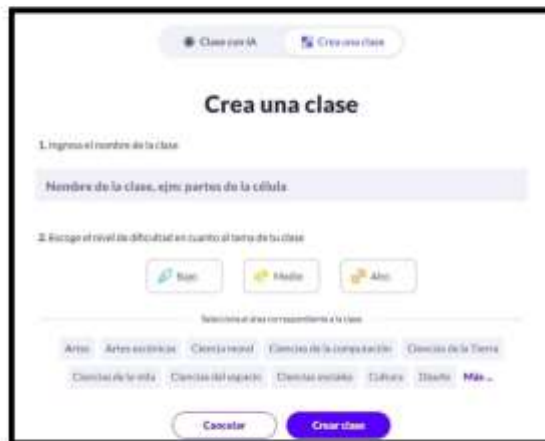 Clase con IA Crea una clase
Crea una clase
1. Ingresa el nombre de la clase
Nombre de la clase, ejm: partes de la célula
2. Escoge el nivel de dificultad en cuanto al tema de tu clase
Bajo Medio Alto
Selecciona el área correspondiente a la clase
Artes Artes escénicas Ciencia moral Ciencias de la computación Ciencias de la Tierra
Ciencias de la vida Ciencias del espacio Ciencias sociales Cultura Diseño Más...
Cancelar Crear clase